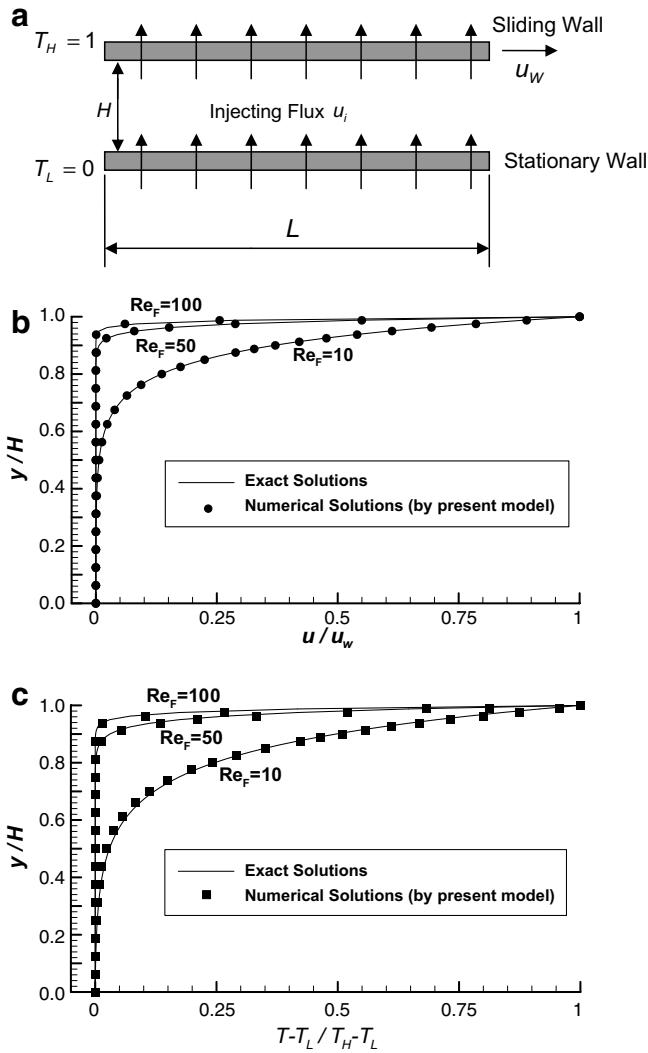 a
T_H = 1
Sliding Wall
u_W
H
Injecting Flux u_i
T_L = 0
Stationary Wall
L
b
1.0
0.8
0.6
0.4
0.2
0.0
y / H
Re_F=100
Re_F=50
Re_F=10
Exact Solutions
Numerical Solutions (by present model)
0
0.25
0.5
0.75
1
u / u_w
c
1.0
0.8
0.6
0.4
0.2
0.0
y / H
Re_F=100
Re_F=50
Re_F=10
Exact Solutions
Numerical Solutions (by present model)
0
0.25
0.5
0.75
1
T-T_L / T_H-T_L